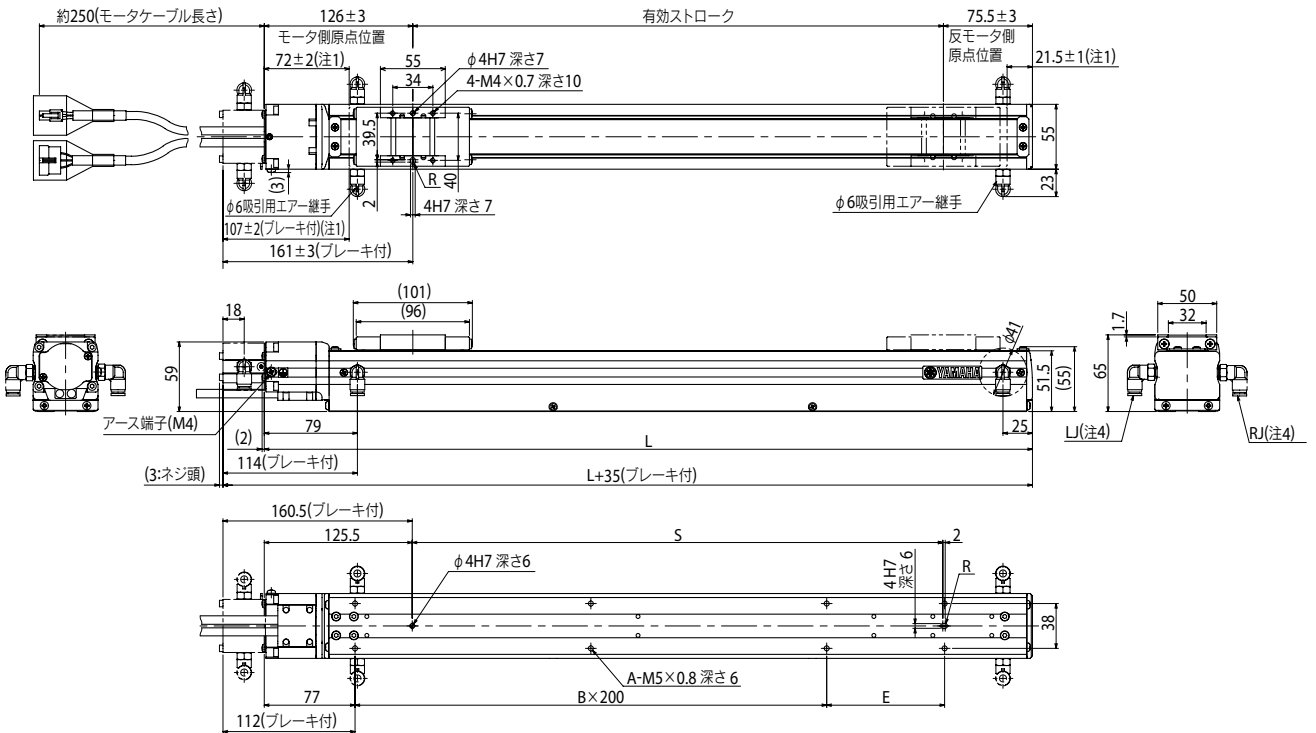 約250(モータケーブル長さ)
126±3
モータ側原点位置
有効ストローク
75.5±3
反モータ側
原点位置
72±2(注1)
55
34
φ4H7 深さ7
4-M4×0.7 深さ10
21.5±1(注1)
39.5
40
55
23
(3)
2
R
φ6吸引用エアー継手
4H7 深さ 7
φ6吸引用エアー継手
107±2(ブレーキ付)(注1)
161±3(ブレーキ付)
(101)
(96)
18
50
32
1.7
φ41
59
YAMAHA
51.5
(55)
65
アース端子(M4)
79
25
LJ(注4)
RJ(注4)
(2)
L
114(ブレーキ付)
(3:ネジ頭)
L+35(ブレーキ付)
160.5(ブレーキ付)
125.5
S
2
φ4H7 深さ6
4 H7
深さ 6
R
38
A-M5×0.8 深さ 6
77
B×200
E
112(ブレーキ付)